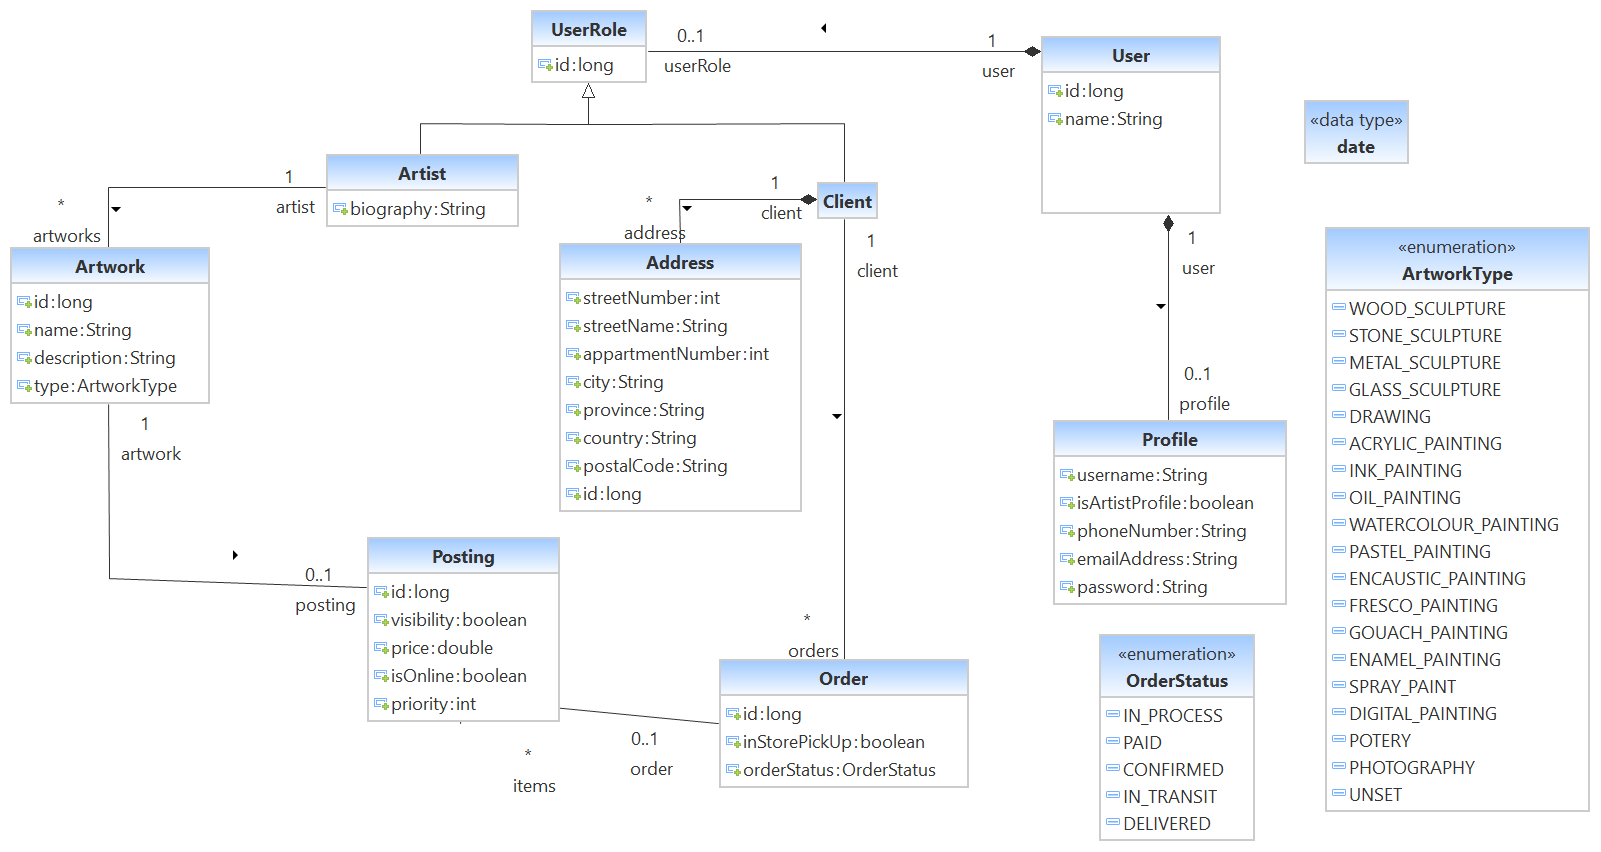 UserRole
id:long
0..1
userRole
1
user
User
id:long
name:String
«data type»
date
Artist
biography:String
1
artist
*
artworks
Client
1
client
*
address
1
client
Artwork
id:long
name:String
description:String
type:ArtworkType
1
artwork
Address
streetNumber:int
streetName:String
appartmentNumber:int
city:String
province:String
country:String
postalCode:String
id:long
1
user
0..1
profile
Profile
username:String
isArtistProfile:boolean
phoneNumber:String
emailAddress:String
password:String
«enumeration»
ArtworkType
WOOD_SCULPTURE
STONE_SCULPTURE
METAL_SCULPTURE
GLASS_SCULPTURE
DRAWING
ACRYLIC_PAINTING
INK_PAINTING
OIL_PAINTING
WATERCOLOUR_PAINTING
PASTEL_PAINTING
ENCAUSTIC_PAINTING
FRESCO_PAINTING
GOUACH_PAINTING
ENAMEL_PAINTING
SPRAY_PAINT
DIGITAL_PAINTING
POTERY
PHOTOGRAPHY
UNSET
0..1
posting
Posting
id:long
visibility:boolean
price:double
isOnline:boolean
priority:int
*
items
0..1
order
*
orders
Order
id:long
inStorePickUp:boolean
orderStatus:OrderStatus
«enumeration»
OrderStatus
IN_PROCESS
PAID
CONFIRMED
IN_TRANSIT
DELIVERED